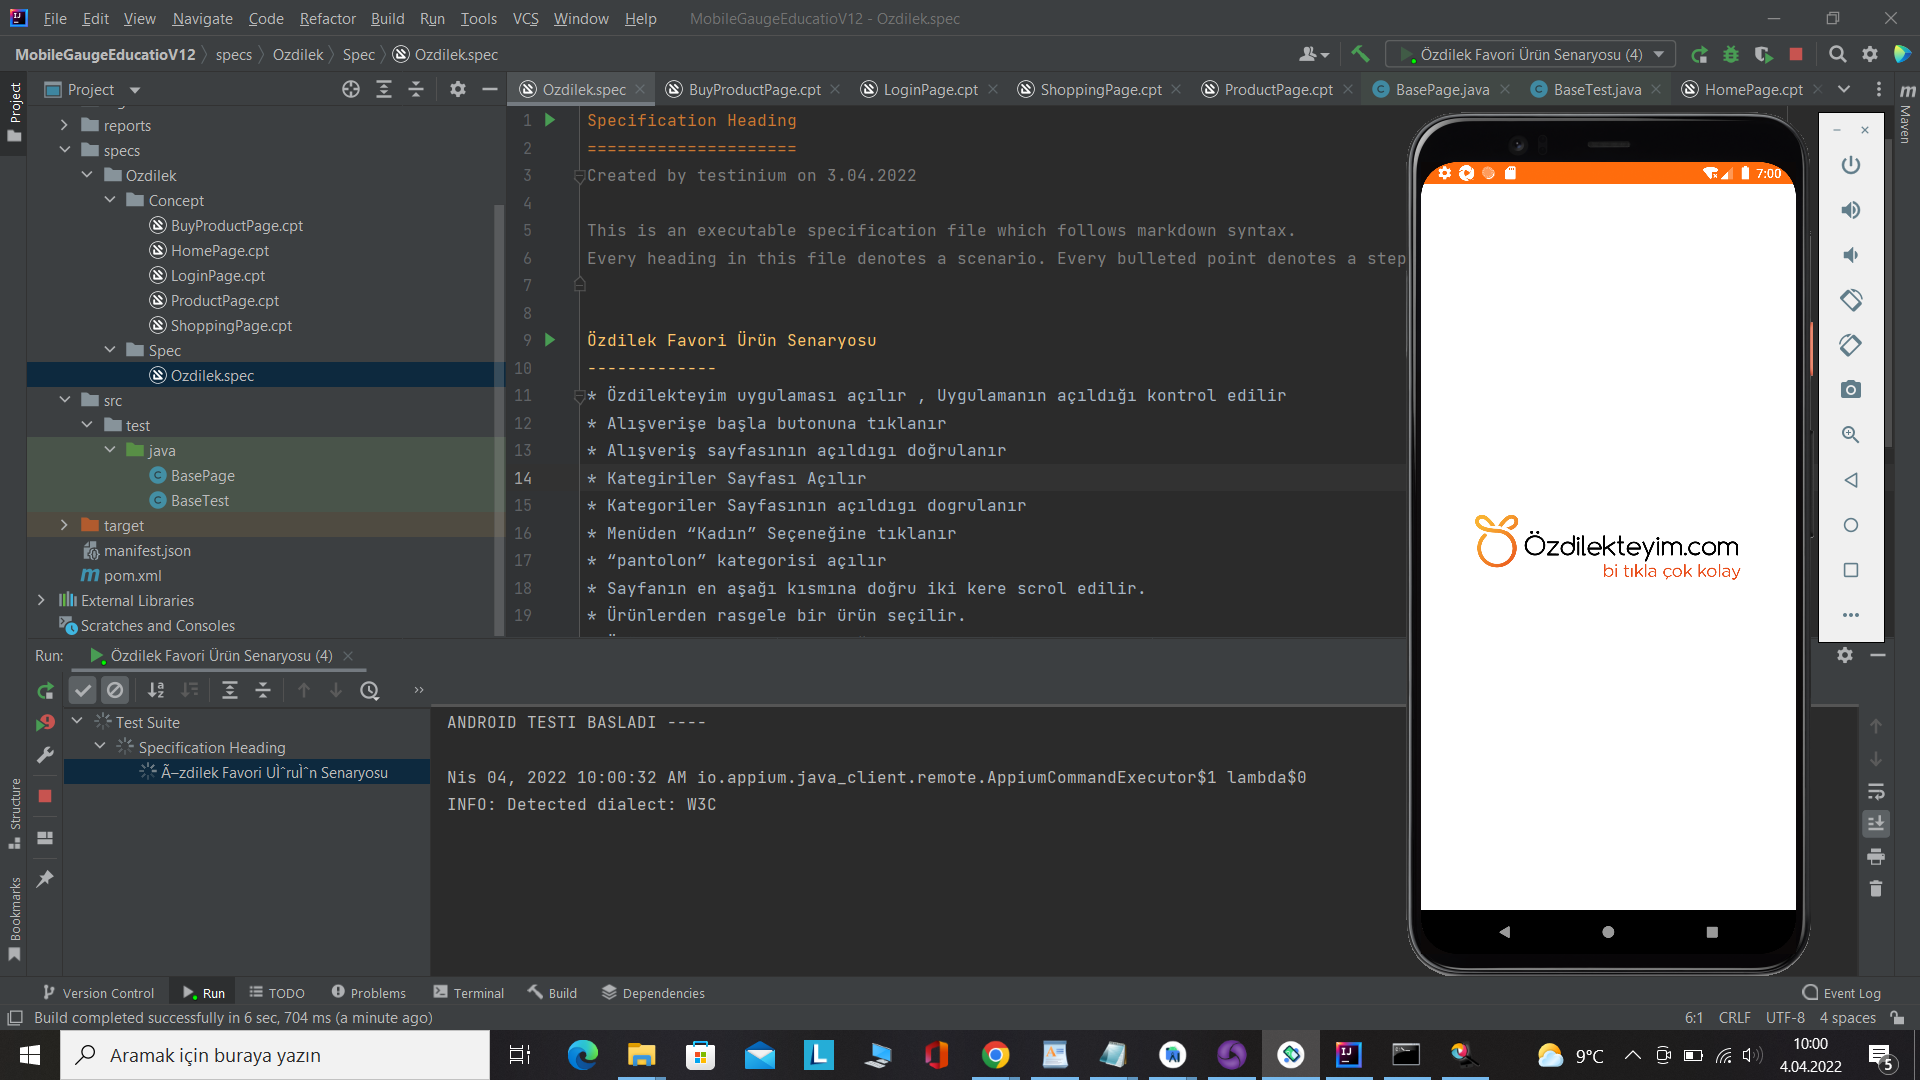 File Edit View Navigate Code Refactor Build Run Tools VCS Window Help MobileGaugeEducatioV12 - Ozdilek.spec
MobileGaugeEducatioV12 specs Ozdilek Spec Ozdilek.spec Özdilek Favori Ürün Senaryosu (4)
Project
Ozdilek.spec BuyProductPage.cpt LoginPage.cpt ShoppingPage.cpt ProductPage.cpt BasePage.java BaseTest.java HomePage.cpt
Project
Maven
reports
specs
Ozdilek
Concept
BuyProductPage.cpt
HomePage.cpt
LoginPage.cpt
ProductPage.cpt
ShoppingPage.cpt
Spec
Ozdilek.spec
src
test
java
BasePage
BaseTest
target
manifest.json
pom.xml
External Libraries
Scratches and Consoles
1 Specification Heading
2 =====================
3 Created by testinium on 3.04.2022
4
5 This is an executable specification file which follows markdown syntax.
6 Every heading in this file denotes a scenario. Every bulleted point denotes a step
7
8
9 Özdilek Favori Ürün Senaryosu
10 -------------
11 * Özdilekteyim uygulaması açılır , Uygulamanın açıldığı kontrol edilir
12 * Alışverişe başla butonuna tıklanır
13 * Alışveriş sayfasının açıldıgı doğrulanır
14 * Kategiriler Sayfası Açılır
15 * Kategoriler Sayfasının açıldıgı dogrulanır
16 * Menüden “Kadın” Seçeneğine tıklanır
17 * “pantolon” kategorisi açılır
18 * Sayfanın en aşağı kısmına doğru iki kere scrol edilir.
19 * Ürünlerden rasgele bir ürün seçilir.
7:00
Özdilekteyim.com
bi tıkla çok kolay
Run: Özdilek Favori Ürün Senaryosu (4)
Test Suite
Specification Heading
Ã–zdilek Favori UÌˆruÌˆn Senaryosu
ANDROID TESTI BASLADI ----
Nis 04, 2022 10:00:32 AM io.appium.java_client.remote.AppiumCommandExecutor$1 lambda$0
INFO: Detected dialect: W3C
Structure
Bookmarks
Version Control Run TODO Problems Terminal Build Dependencies Event Log
Build completed successfully in 6 sec, 704 ms (a minute ago) 6:1 CRLF UTF-8 4 spaces
Aramak için buraya yazın
9°C
10:00
4.04.2022
5